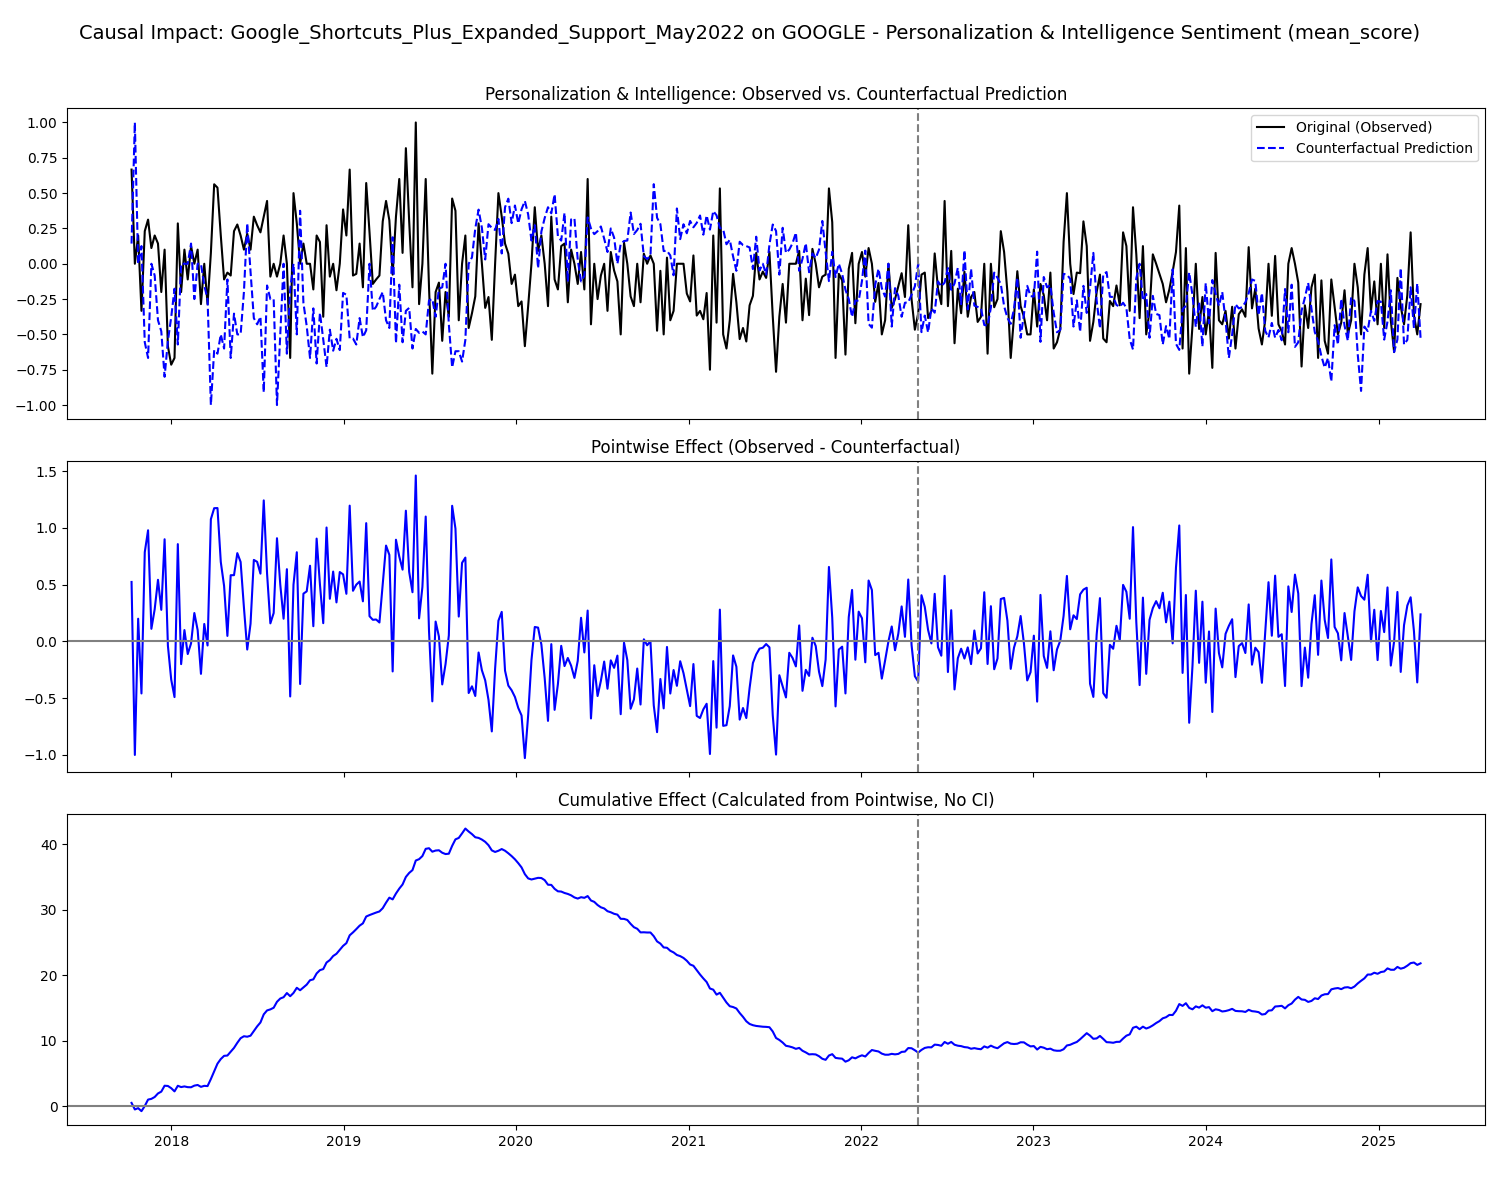 Causal Impact: Google_Shortcuts_Plus_Expanded_Support_May2022 on GOOGLE - Personalization & Intelligence Sentiment (mean_score)
Personalization & Intelligence: Observed vs. Counterfactual Prediction
Original (Observed)
Counterfactual Prediction
1.00
0.75
0.50
0.25
0.00
−0.25
−0.50
−0.75
−1.00
Pointwise Effect (Observed - Counterfactual)
1.5
1.0
0.5
0.0
−0.5
−1.0
Cumulative Effect (Calculated from Pointwise, No CI)
40
30
20
10
0
2018 2019 2020 2021 2022 2023 2024 2025